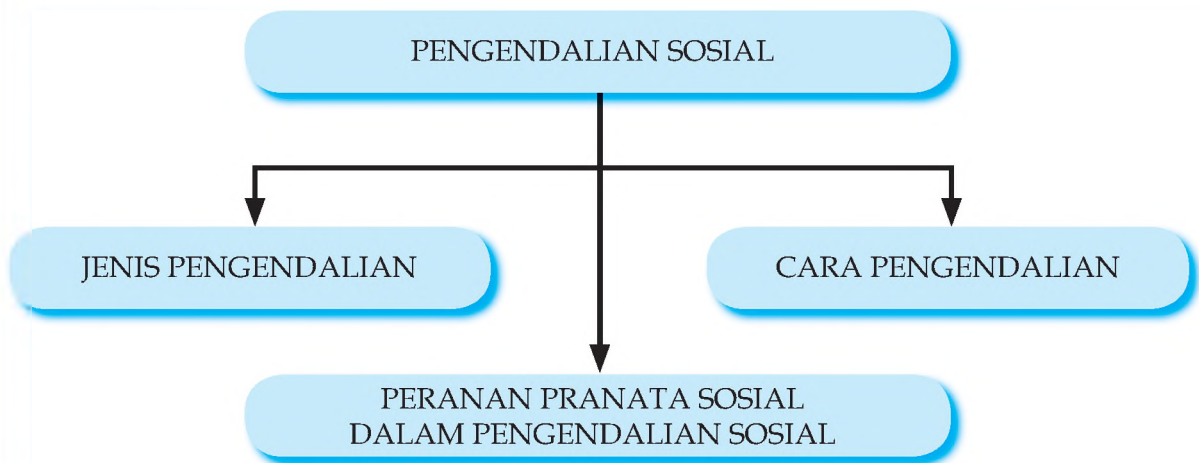 PENGENDALIAN SOSIAL
JENIS PENGENDALIAN
CARA PENGENDALIAN
PERANAN PRANATA SOSIAL
DALAM PENGENDALIAN SOSIAL